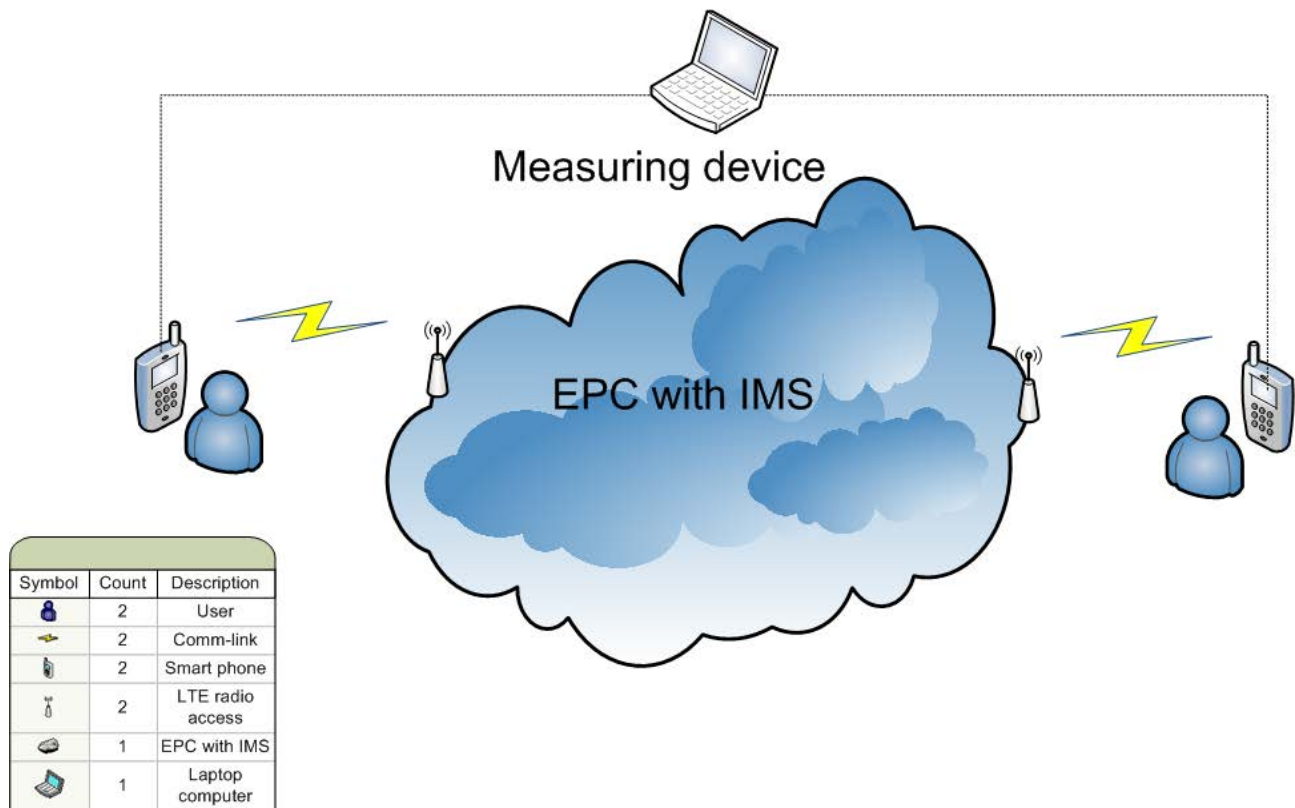 Measuring device
EPC with IMS
Symbol Count Description
2 User
2 Comm-link
2 Smart phone
2 LTE radio
access
1 EPC with IMS
1 Laptop
computer